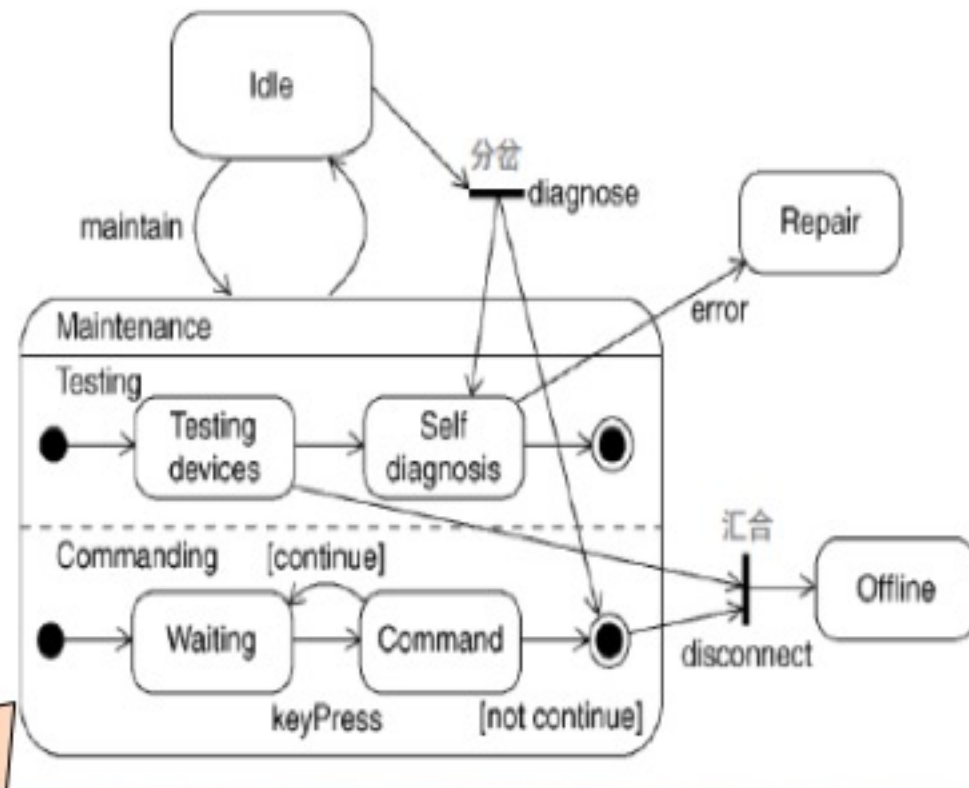 Idle
分岔
diagnose
Repair
maintain
error
Maintenance
Testing
Testing
devices
Self
diagnosis
汇合
Commanding
[continue]
Offline
Waiting
Command
disconnect
keyPress
[not continue]